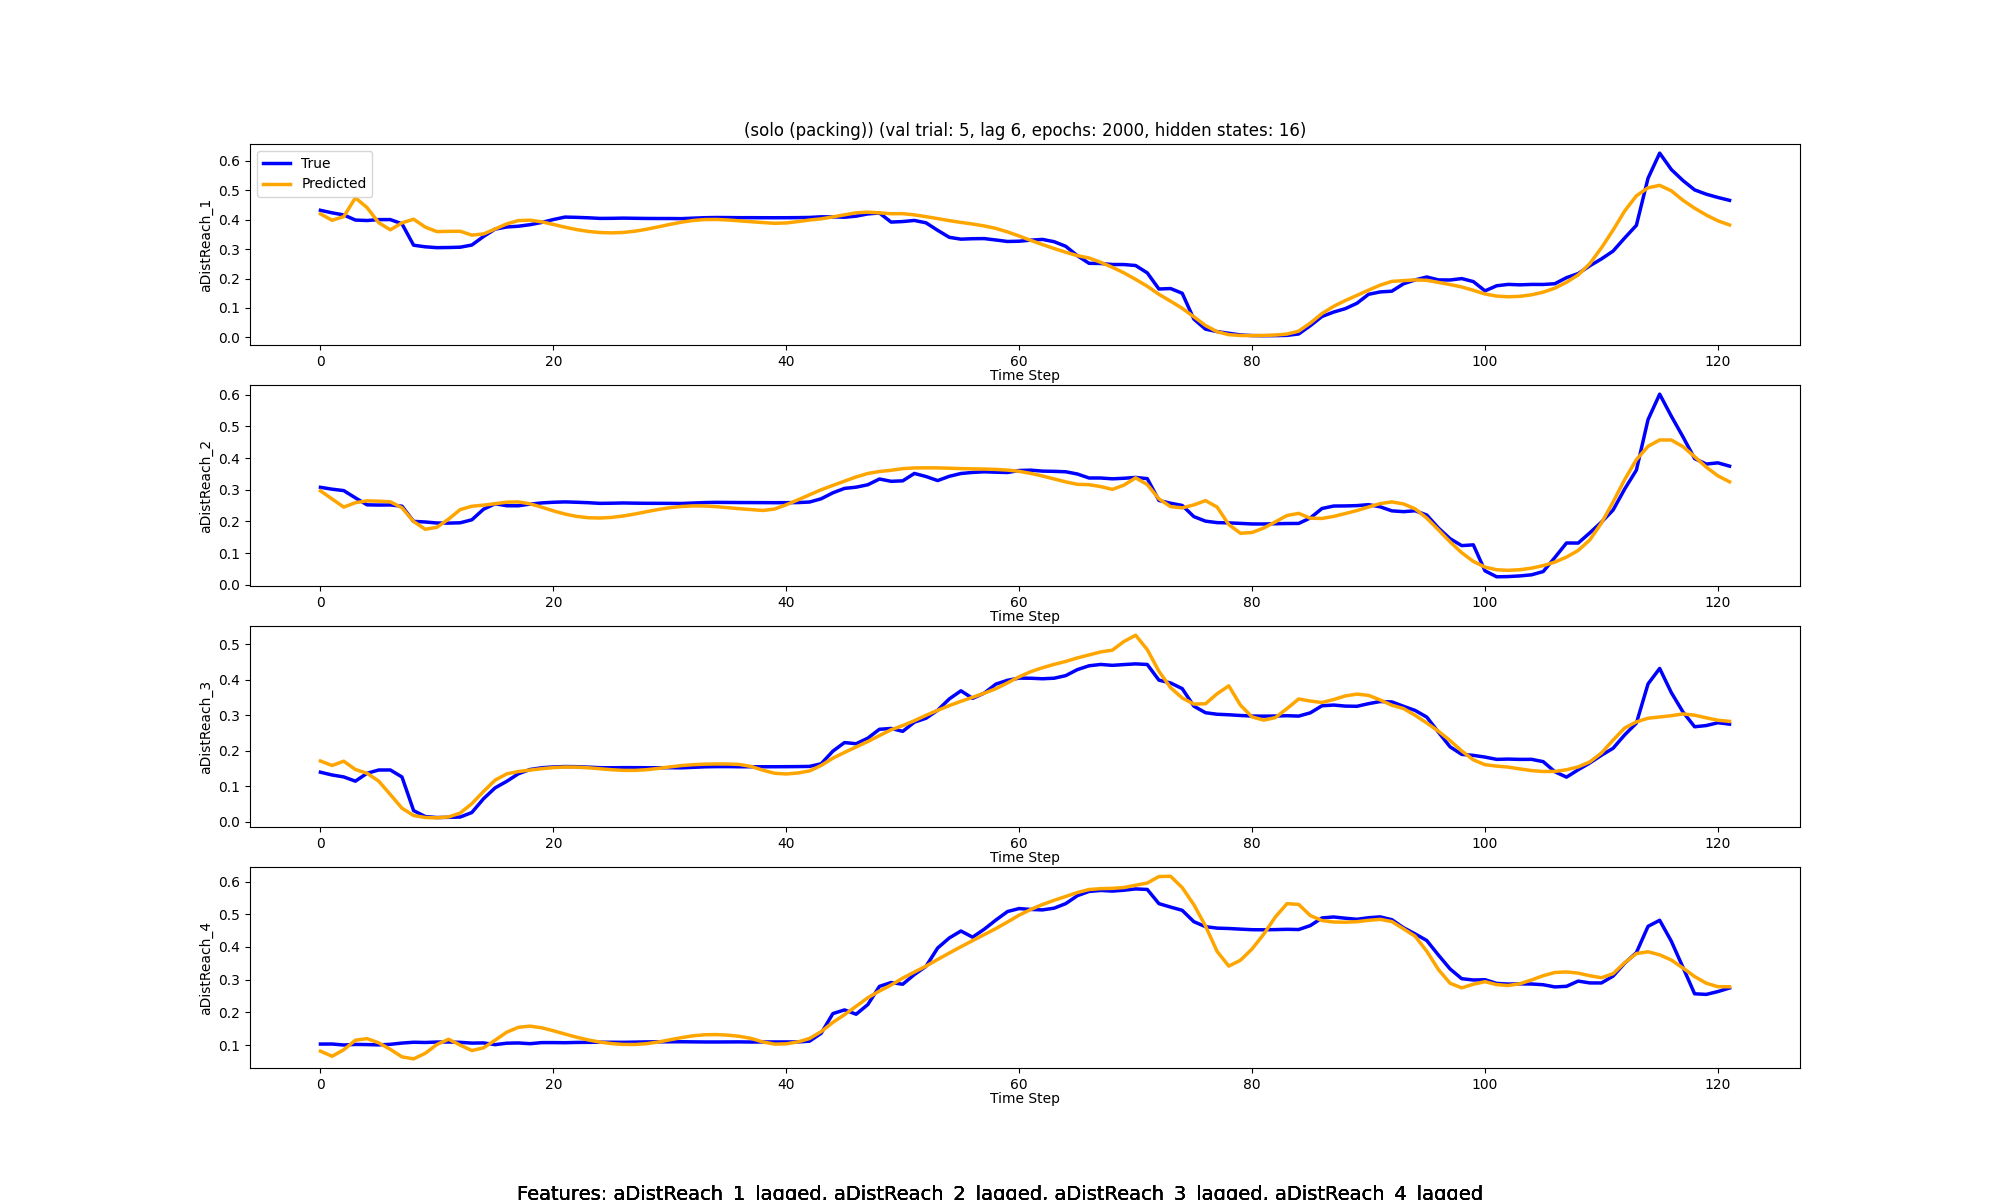 (solo (packing)) (val trial: 5, lag 6, epochs: 2000, hidden states: 16)
True
Predicted
aDistReach_1
0.6
0.5
0.4
0.3
0.2
0.1
0.0
0 20 40 60 80 100 120
Time Step
aDistReach_2
0.6
0.5
0.4
0.3
0.2
0.1
0.0
0 20 40 60 80 100 120
Time Step
aDistReach_3
0.5
0.4
0.3
0.2
0.1
0.0
0 20 40 60 80 100 120
Time Step
aDistReach_4
0.6
0.5
0.4
0.3
0.2
0.1
0 20 40 60 80 100 120
Time Step
Features: aDistReach_1_lagged, aDistReach_2_lagged, aDistReach_3_lagged, aDistReach_4_lagged